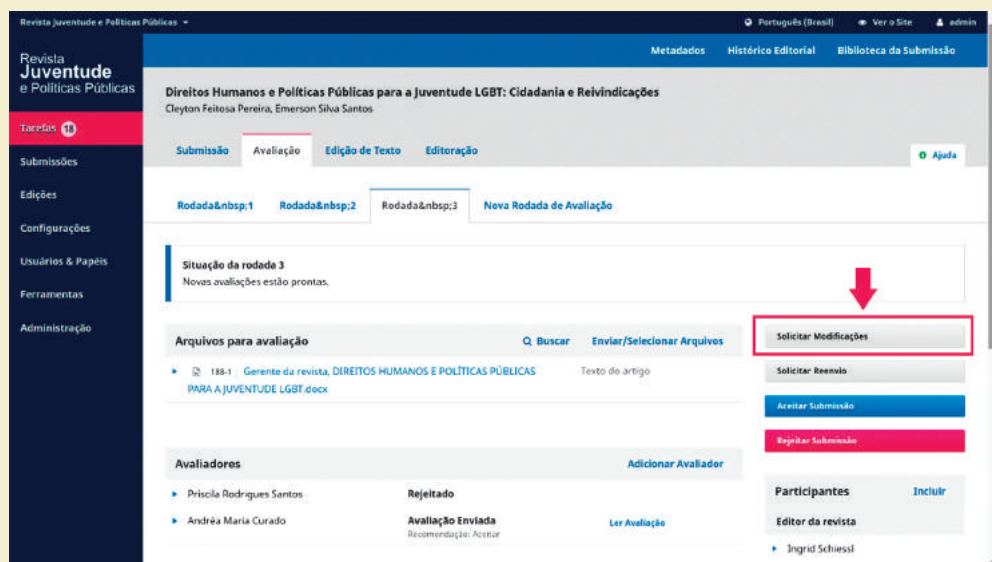 Revista Juventude e Políticas Públicas
Português (Brasil) Ver o Site admin
Revista
Juventude
e Políticas Públicas
Metadados Histórico Editorial Biblioteca da Submissão
Direitos Humanos e Políticas Públicas para a Juventude LGBT: Cidadania e Reivindicações
Cleyton Feitosa Pereira, Emerson Silva Santos
Tarefas 18
Submissões
Edições
Configurações
Usuários & Papéis
Ferramentas
Administração
Submissão Avaliação Edição de Texto Editoração
Ajuda
Rodada&nbsp;1 Rodada&nbsp;2 Rodada&nbsp;3 Nova Rodada de Avaliação
Situação da rodada 3
Novas avaliações estão prontas.
Arquivos para avaliação Buscar Enviar/Selecionar Arquivos
188-1 Gerente da revista, DIREITOS HUMANOS E POLÍTICAS PÚBLICAS Texto do artigo
PARA A JUVENTUDE LGBT.docx
Solicitar Modificações
Solicitar Reenvio
Aceitar Submissão
Rejeitar Submissão
Avaliadores Adicionar Avaliador
Priscila Rodrigues Santos Rejeitado
Andréa Maria Curado Avaliação Enviada Ler Avaliação
Recomendação: Aceitar
Participantes Incluir
Editor da revista
Ingrid Schiessl